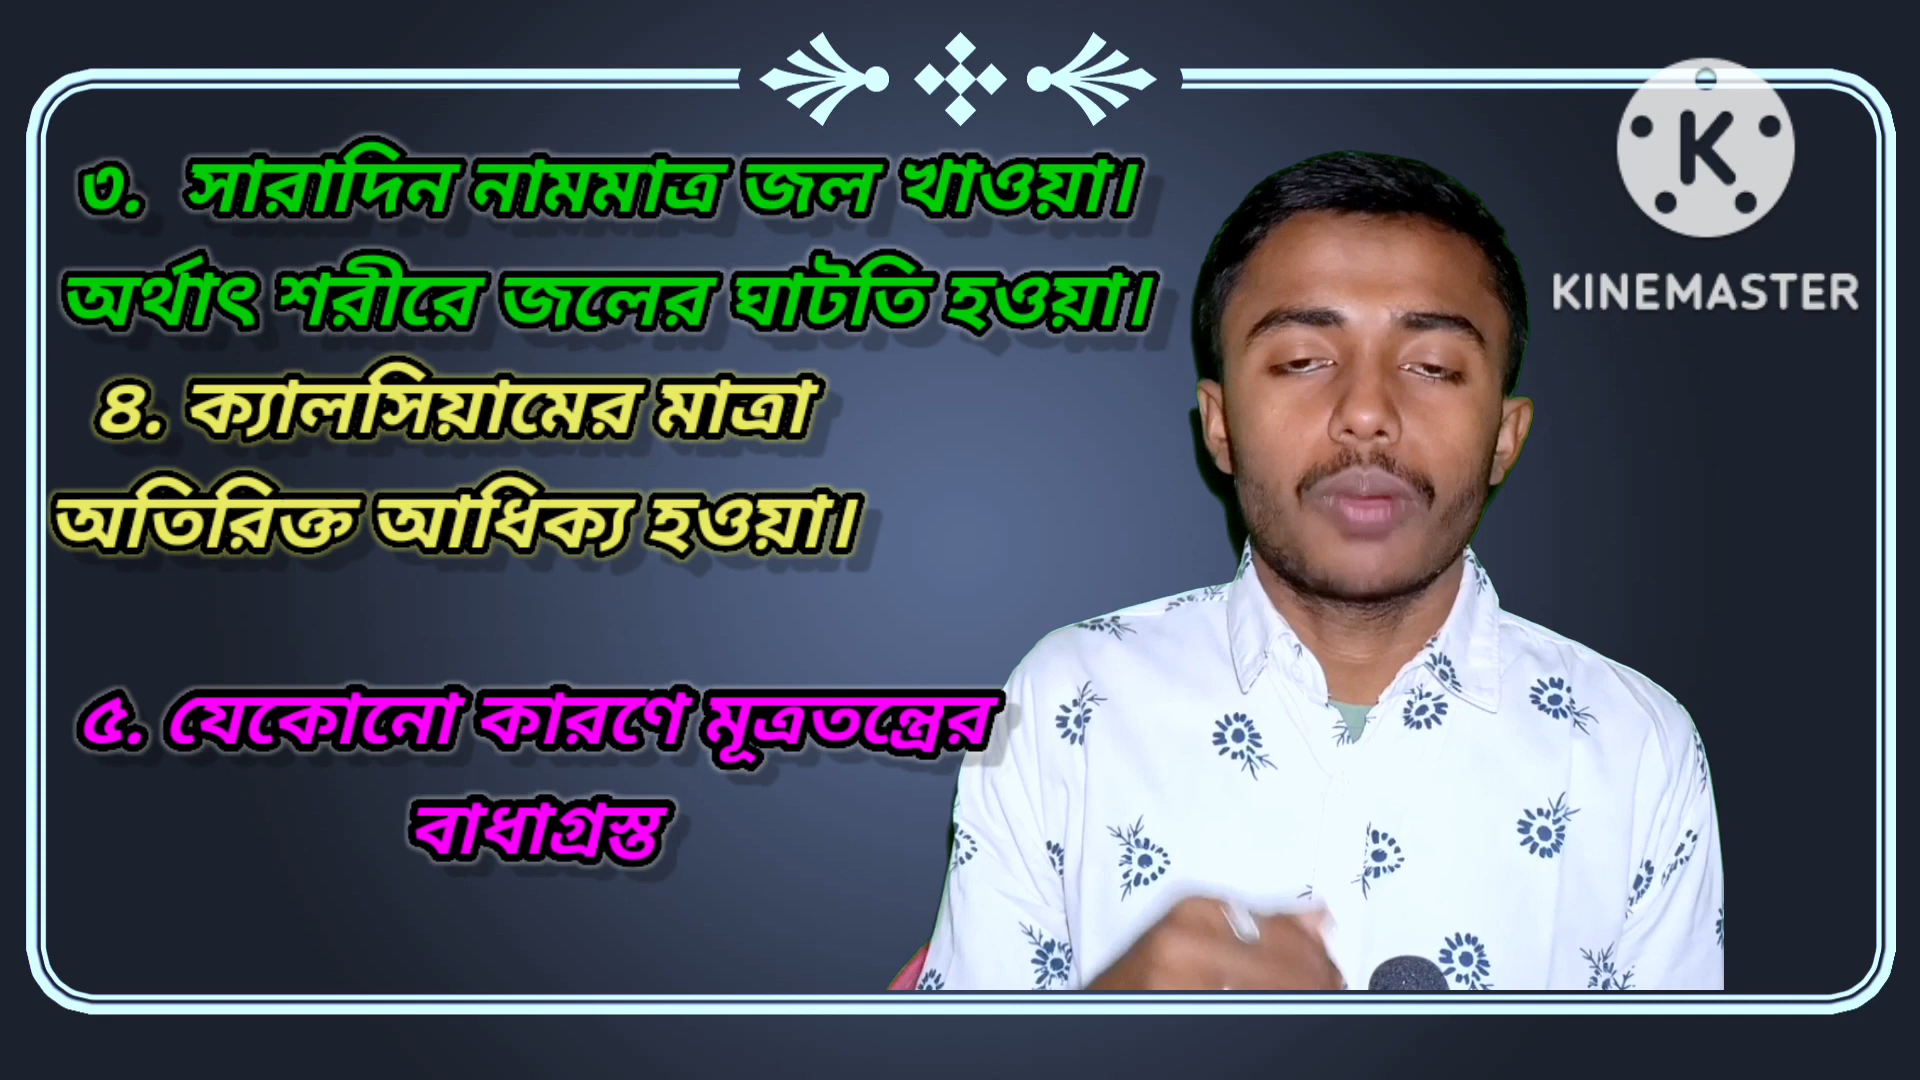 ৩. সারাদিন নামমাত্র জল খাওয়া।
অর্থাৎ শরীরে জলের ঘাটতি হওয়া।
৪. ক্যালসিয়ামের মাত্রা
অতিরিক্ত আধিক্য হওয়া।
৫. যেকোনো কারণে মূত্রতন্ত্রের
বাধাগ্রস্ত
K
KINEMASTER